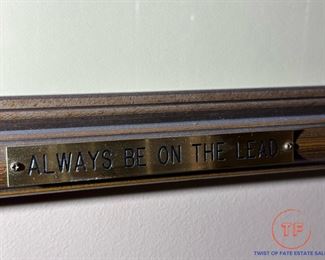 ALWAYS BE ON THE LEAD
TF
TWIST OF FATE ESTATE SAL